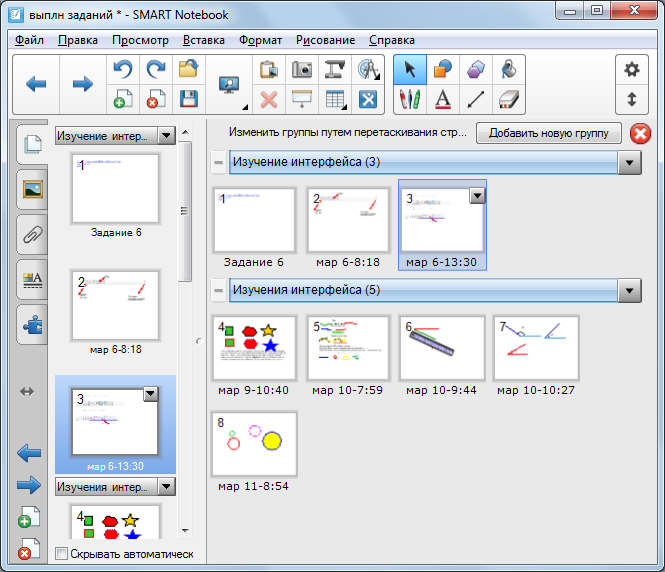 выплн заданий * - SMART Notebook
Файл Правка Просмотр Вставка Формат Рисование Справка
Изменить группы путем перетаскивания стр... Добавить новую группу
Изучение интер...
1
Задание 6
2
мар 6-8:18
3
мар 6-13:30
Изучения интер...
4
Скрывать автоматическ
Изучение интерфейса (3)
1
Задание 6
2
мар 6-8:18
3
мар 6-13:30
Изучения интерфейса (5)
4
мар 9-10:40
5
мар 10-7:59
6
мар 10-9:44
7
мар 10-10:27
8
мар 11-8:54